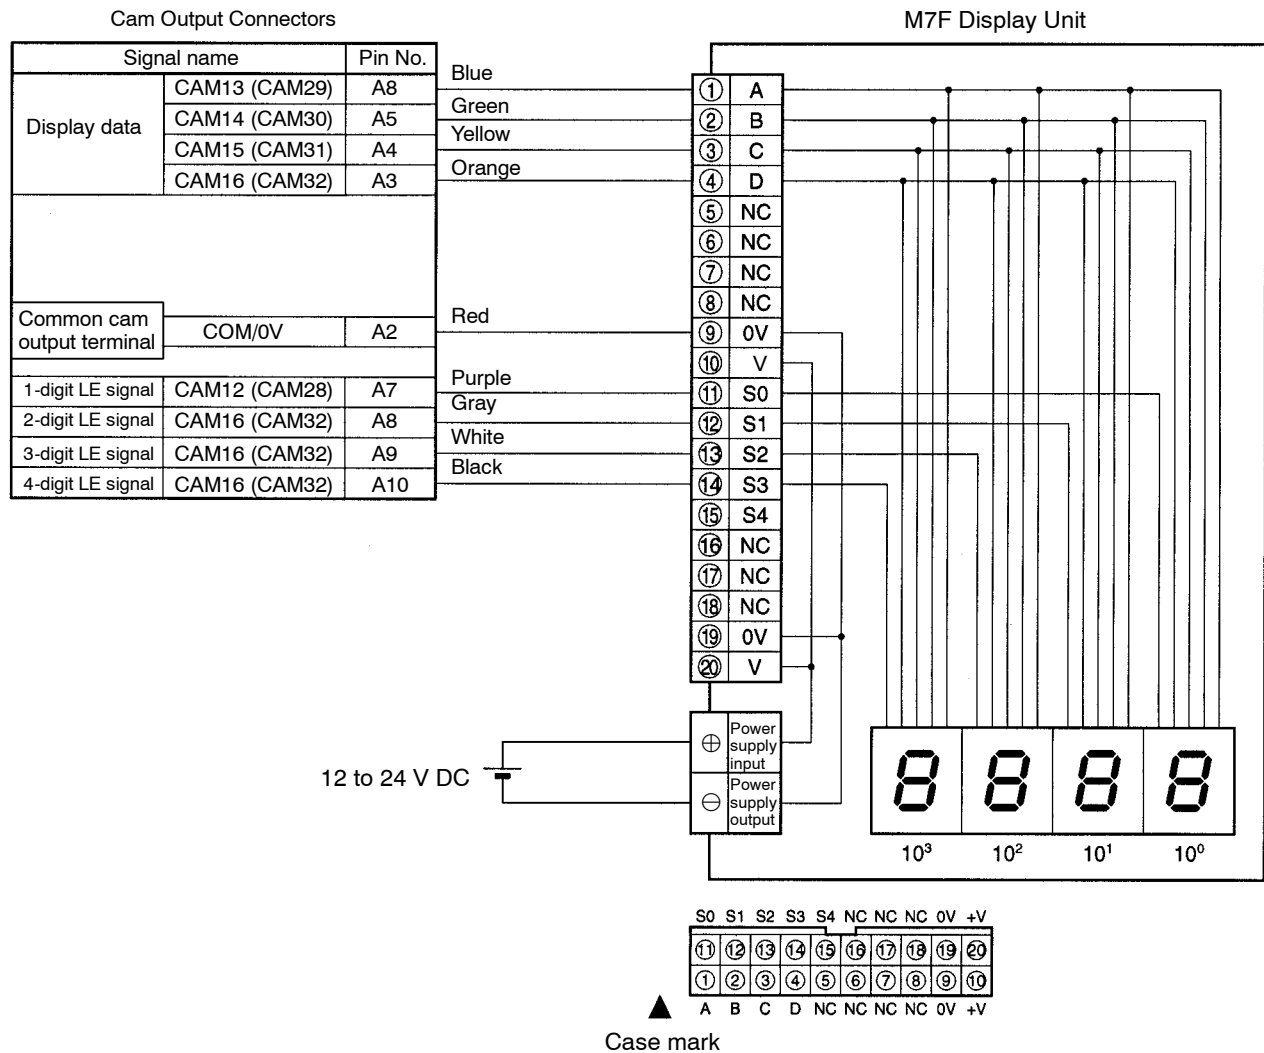 Cam Output Connectors
M7F Display Unit
Signal name Pin No.
Display data
CAM13 (CAM29) A8
CAM14 (CAM30) A5
CAM15 (CAM31) A4
CAM16 (CAM32) A3
Common cam
output terminal
COM/0V A2
1-digit LE signal CAM12 (CAM28) A7
2-digit LE signal CAM16 (CAM32) A8
3-digit LE signal CAM16 (CAM32) A9
4-digit LE signal CAM16 (CAM32) A10
Blue
Green
Yellow
Orange
Red
Purple
Gray
White
Black
① A
② B
③ C
④ D
⑤ NC
⑥ NC
⑦ NC
⑧ NC
⑨ 0V
⑩ V
⑪ S0
⑫ S1
⑬ S2
⑭ S3
⑮ S4
⑯ NC
⑰ NC
⑱ NC
⑲ 0V
⑳ V
⊕ Power
supply
input
⊖ Power
supply
output
12 to 24 V DC
8 8 8 8
10³ 10² 10¹ 10⁰
S0 S1 S2 S3 S4 NC NC NC 0V +V
⑪ ⑫ ⑬ ⑭ ⑮ ⑯ ⑰ ⑱ ⑲ ⑳
① ② ③ ④ ⑤ ⑥ ⑦ ⑧ ⑨ ⑩
A B C D NC NC NC NC 0V +V
Case mark